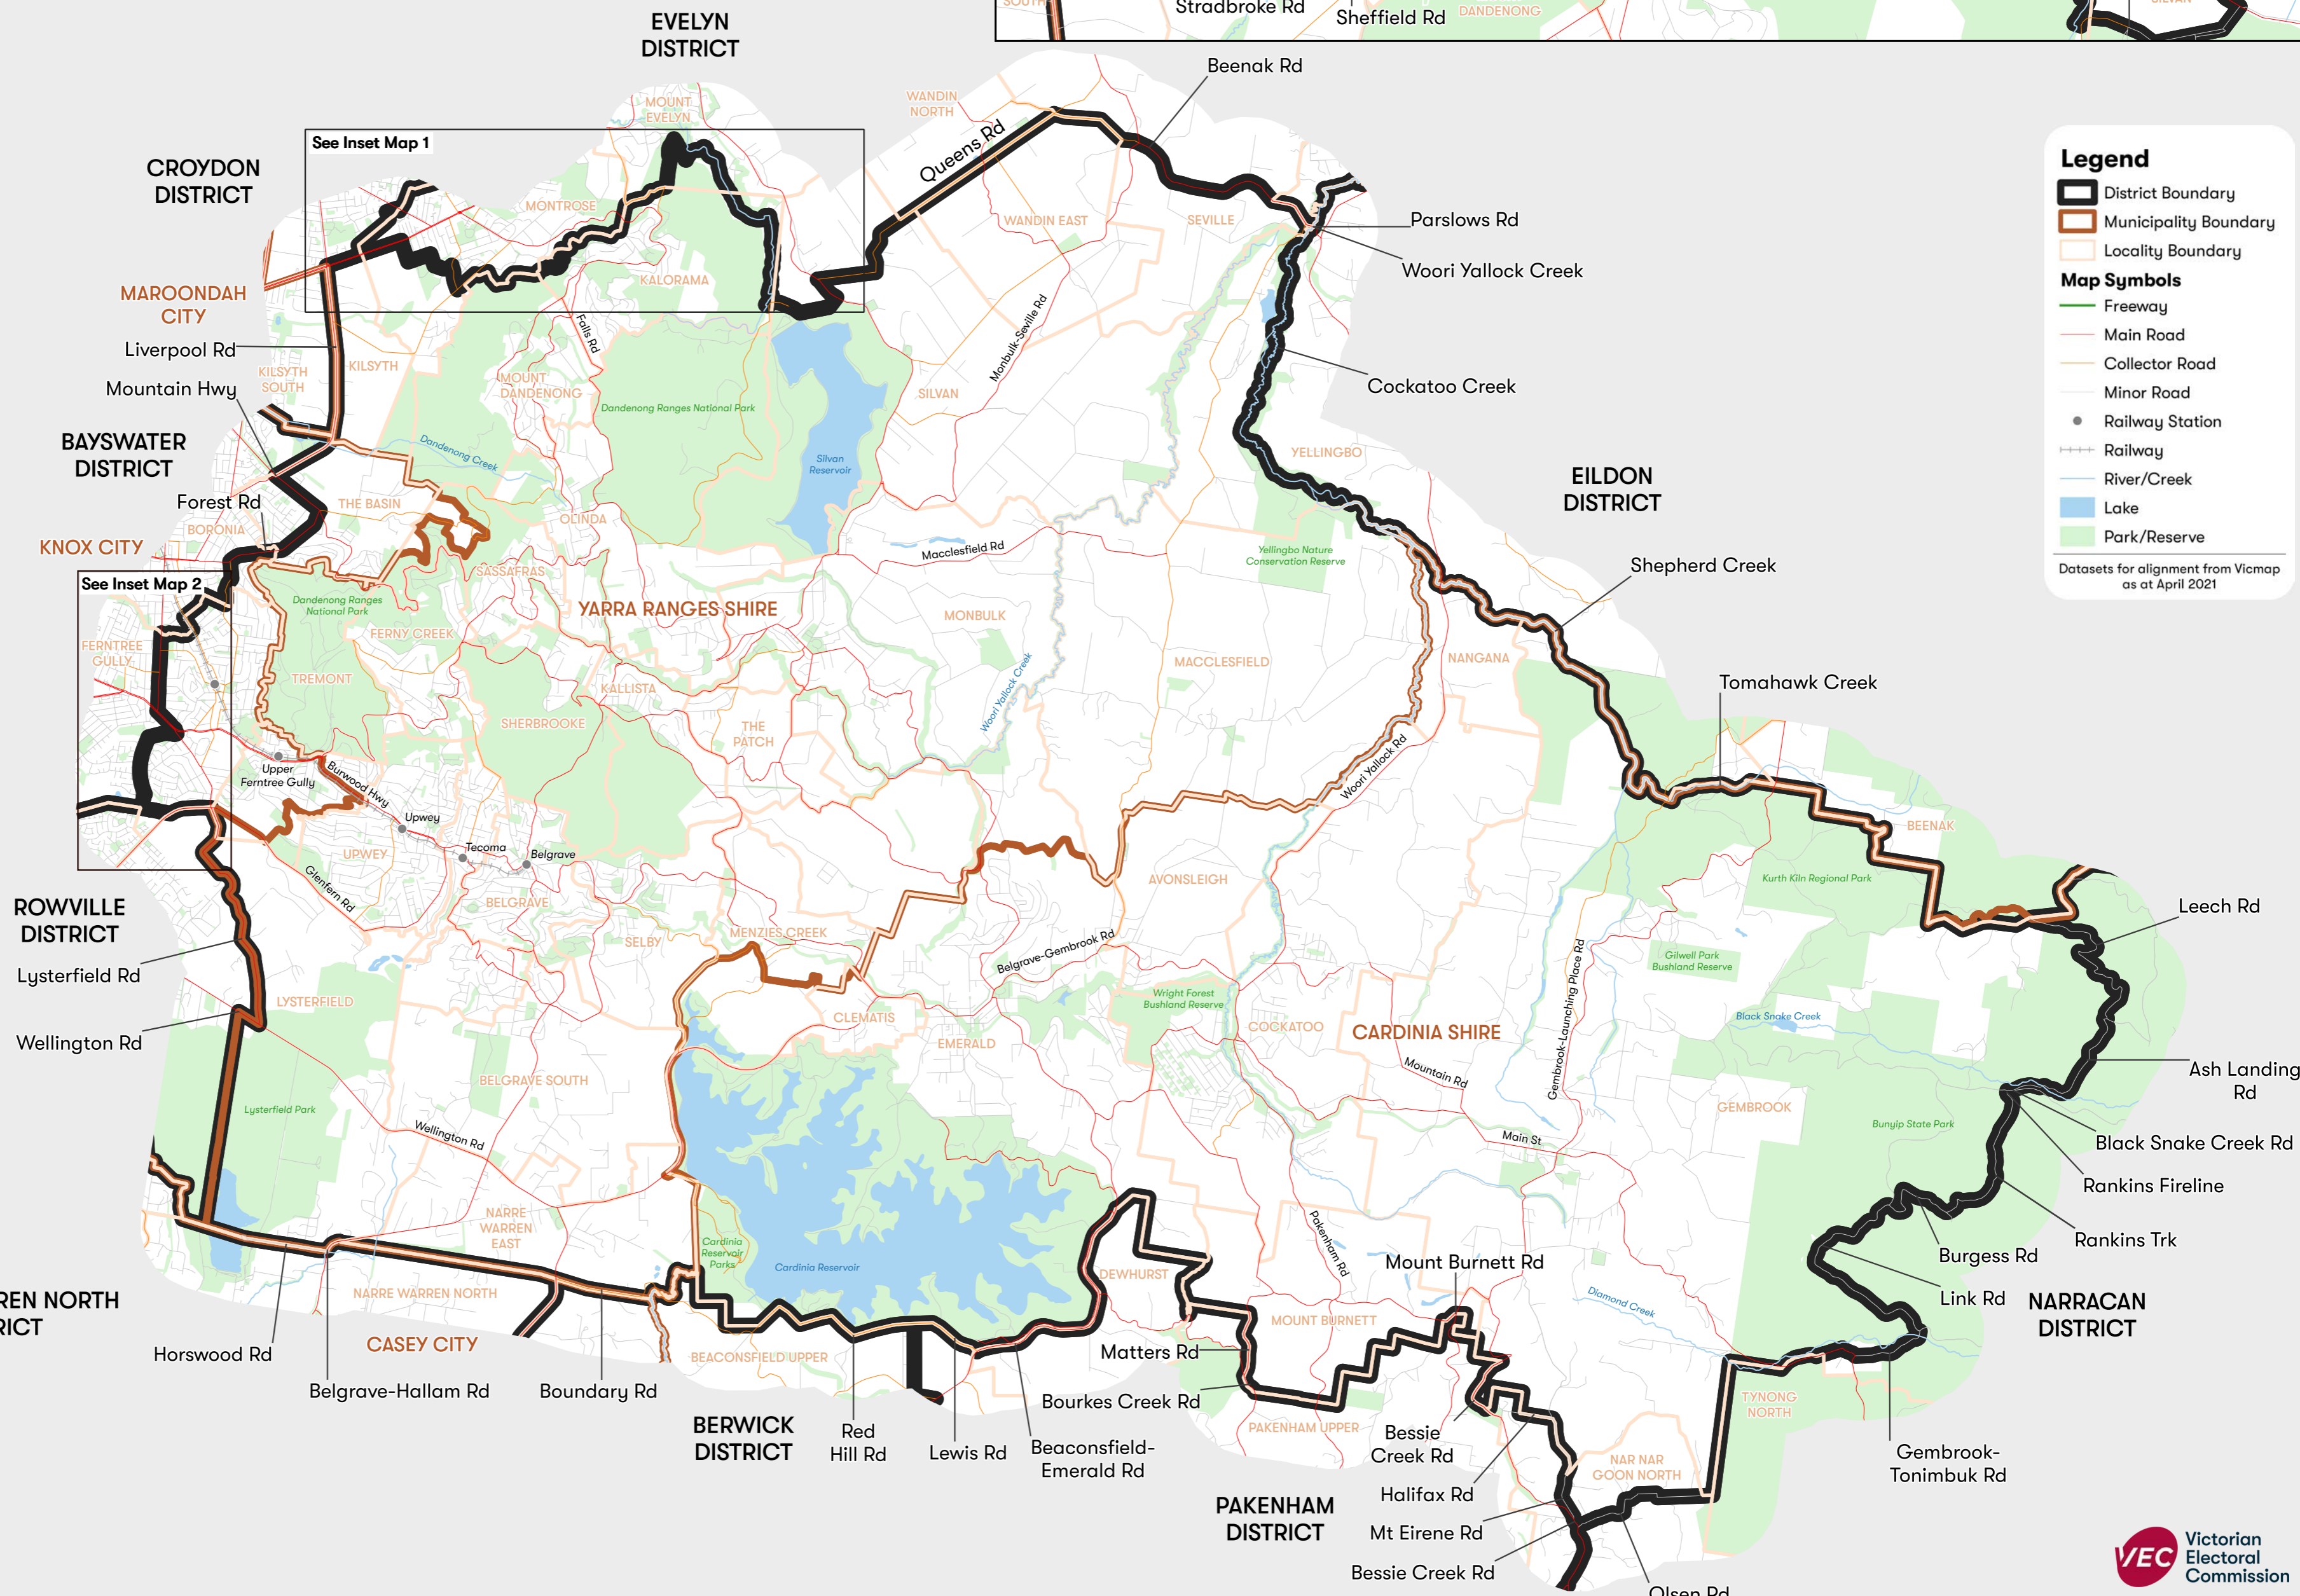 SOUTH
Stradbroke Rd
Sheffield Rd
DANDENONG
SILVAN
EVELYN
DISTRICT
Beenak Rd
MOUNT
EVELYN
WANDIN
NORTH
See Inset Map 1
Queens Rd
CROYDON
DISTRICT
MONTROSE
WANDIN EAST
SEVILLE
Parslows Rd
Woori Yallock Creek
KALORAMA
MAROONDAH
CITY
Falls Rd
Monbulk-Seville Rd
Liverpool Rd
KILSYTH
SOUTH
KILSYTH
Mountain Hwy
MOUNT
DANDENONG
Dandenong Ranges National Park
SILVAN
Cockatoo Creek
BAYSWATER
DISTRICT
Dandenong Creek
Silvan
Reservoir
YELLINGBO
EILDON
DISTRICT
Forest Rd
THE BASIN
BORONIA
OLINDA
KNOX CITY
Macclesfield Rd
Yellingbo Nature
Conservation Reserve
Shepherd Creek
See Inset Map 2
SASSAFRAS
Dandenong Ranges
National Park
YARRA RANGES SHIRE
MONBULK
FERNTREE
GULLY
FERNY CREEK
MACCLESFIELD
NANGANA
TREMONT
KALLISTA
Woori Yallock Creek
Tomahawk Creek
SHERBROOKE
THE
PATCH
Woori Yallock Rd
Upper
Ferntree Gully
Burwood Hwy
Upwey
BEENAK
UPWEY
Tecoma
Belgrave
Glenfern Rd
AVONSLEIGH
Kurth Klln Regional Park
ROWVILLE
DISTRICT
BELGRAVE
Leech Rd
SELBY
MENZIES CREEK
Belgrave-Gembrook Rd
Lysterfield Rd
LYSTERFIELD
Gilwell Park
Bushland Reserve
Wright Forest
Bushland Reserve
Gembrook-Launching Place Rd
CLEMATIS
COCKATOO
CARDINIA SHIRE
Black Snake Creek
Wellington Rd
EMERALD
BELGRAVE SOUTH
Mountain Rd
Ash Landing
Rd
Lysterfield Park
GEMBROOK
Bunyip State Park
Wellington Rd
Main St
Black Snake Creek Rd
Rankins Fireline
NARRE
WARREN
EAST
Pakenham Rd
Rankins Trk
Cardinia
Reservoir
Parks
Cardinia Reservoir
DEWHURST
Mount Burnett Rd
Burgess Rd
NARRE WARREN NORTH
Diamond Creek
Link Rd
REN NORTH
RICT
NARRACAN
DISTRICT
CASEY CITY
MOUNT BURNETT
Horswood Rd
BEACONSFIELD UPPER
Matters Rd
Belgrave-Hallam Rd
Boundary Rd
Bourkes Creek Rd
TYNONG
NORTH
BERWICK
DISTRICT
Red
Hill Rd
Lewis Rd
Beaconsfield-
Emerald Rd
PAKENHAM UPPER
Bessie
Creek Rd
NAR NAR
GOON NORTH
Gembrook-
Tonimbuk Rd
Halifax Rd
PAKENHAM
DISTRICT
Mt Eirene Rd
Bessie Creek Rd
Olsen Rd
Legend
District Boundary
Municipality Boundary
Locality Boundary
Map Symbols
Freeway
Main Road
Collector Road
Minor Road
Railway Station
Railway
River/Creek
Lake
Park/Reserve
Datasets for alignment from Vicmap
as at April 2021
VEC
Victorian
Electoral
Commission